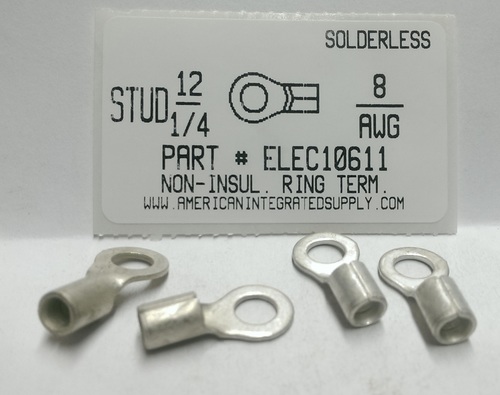 SOLDERLESS
STUD 12 8
1/4 AWG
PART # ELEC10611
NON-INSUL. RING TERM.
WWW.AMERICANINTEGRATEDSUPPLY.COM